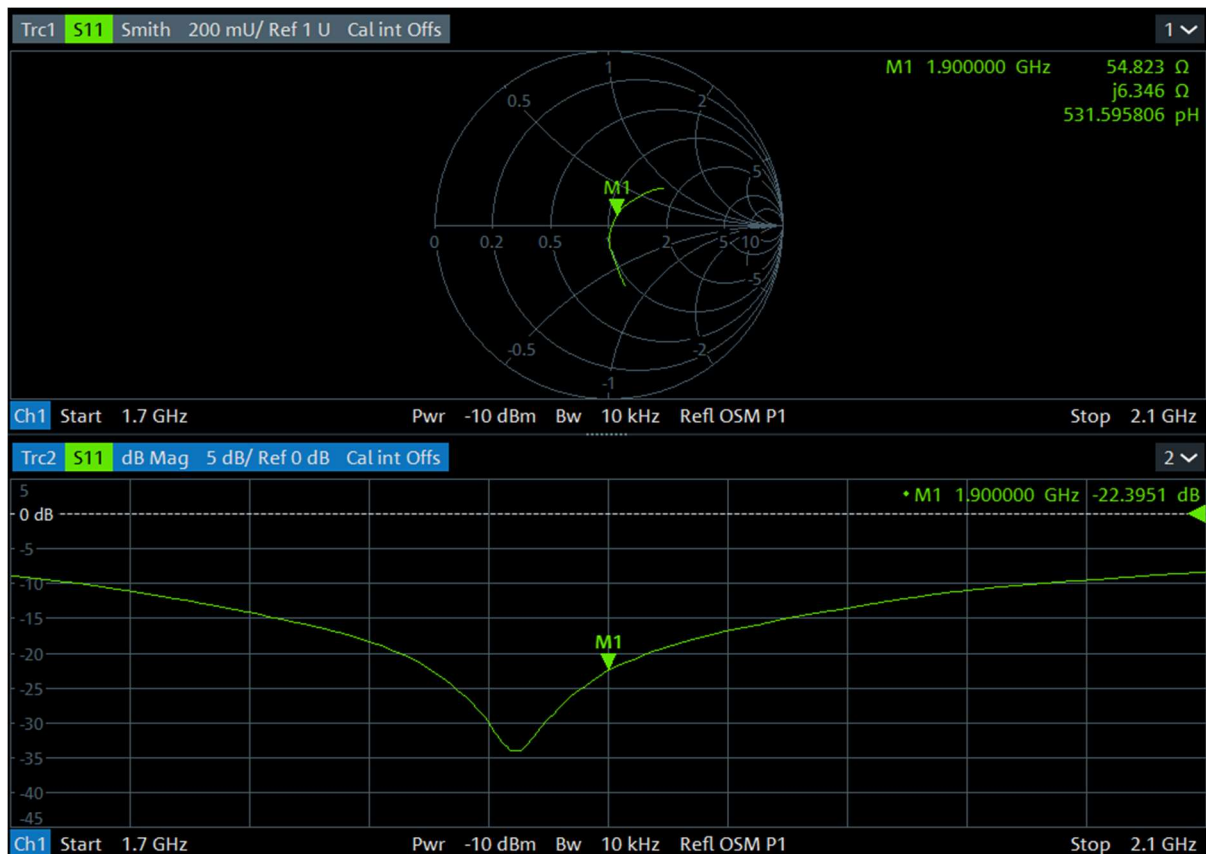 Trc1 S11 Smith 200 mU/ Ref 1 U Cal int Offs 1
M1 1.900000 GHz 54.823 Ω
j6.346 Ω
531.595806 pH
1
0.5 2
5
M1
0 0.2 0.5 2 5 10
-5
-0.5 -2
-1
Ch1 Start 1.7 GHz Pwr -10 dBm Bw 10 kHz Refl OSM P1 Stop 2.1 GHz
Trc2 S11 dB Mag 5 dB/ Ref 0 dB Cal int Offs 2
5
• M1 1.900000 GHz -22.3951 dB
0 dB
-5
-10
-15
M1
-20
-25
-30
-35
-40
-45
Ch1 Start 1.7 GHz Pwr -10 dBm Bw 10 kHz Refl OSM P1 Stop 2.1 GHz